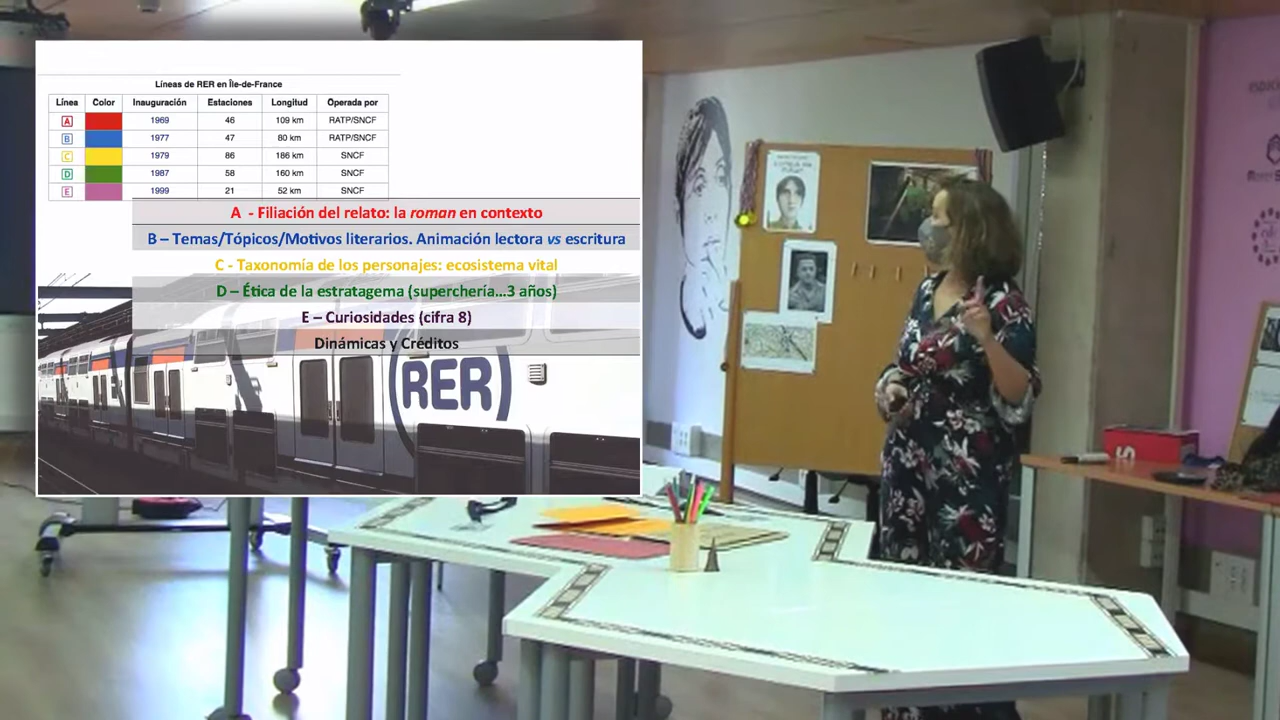 Líneas de RER en Île-de-France
Línea Color Inauguración Estaciones Longitud Operada por
A 1969 46 109 km RATP/SNCF
B 1977 47 80 km RATP/SNCF
C 1979 86 186 km SNCF
D 1987 58 160 km SNCF
E 1999 21 52 km SNCF
A - Filiación del relato: la roman en contexto
B – Temas/Tópicos/Motivos literarios. Animación lectora vs escritura
C - Taxonomía de los personajes: ecosistema vital
D – Ética de la estratagema (superchería...3 años)
E – Curiosidades (cifra 8)
Dinámicas y Créditos
(RER)